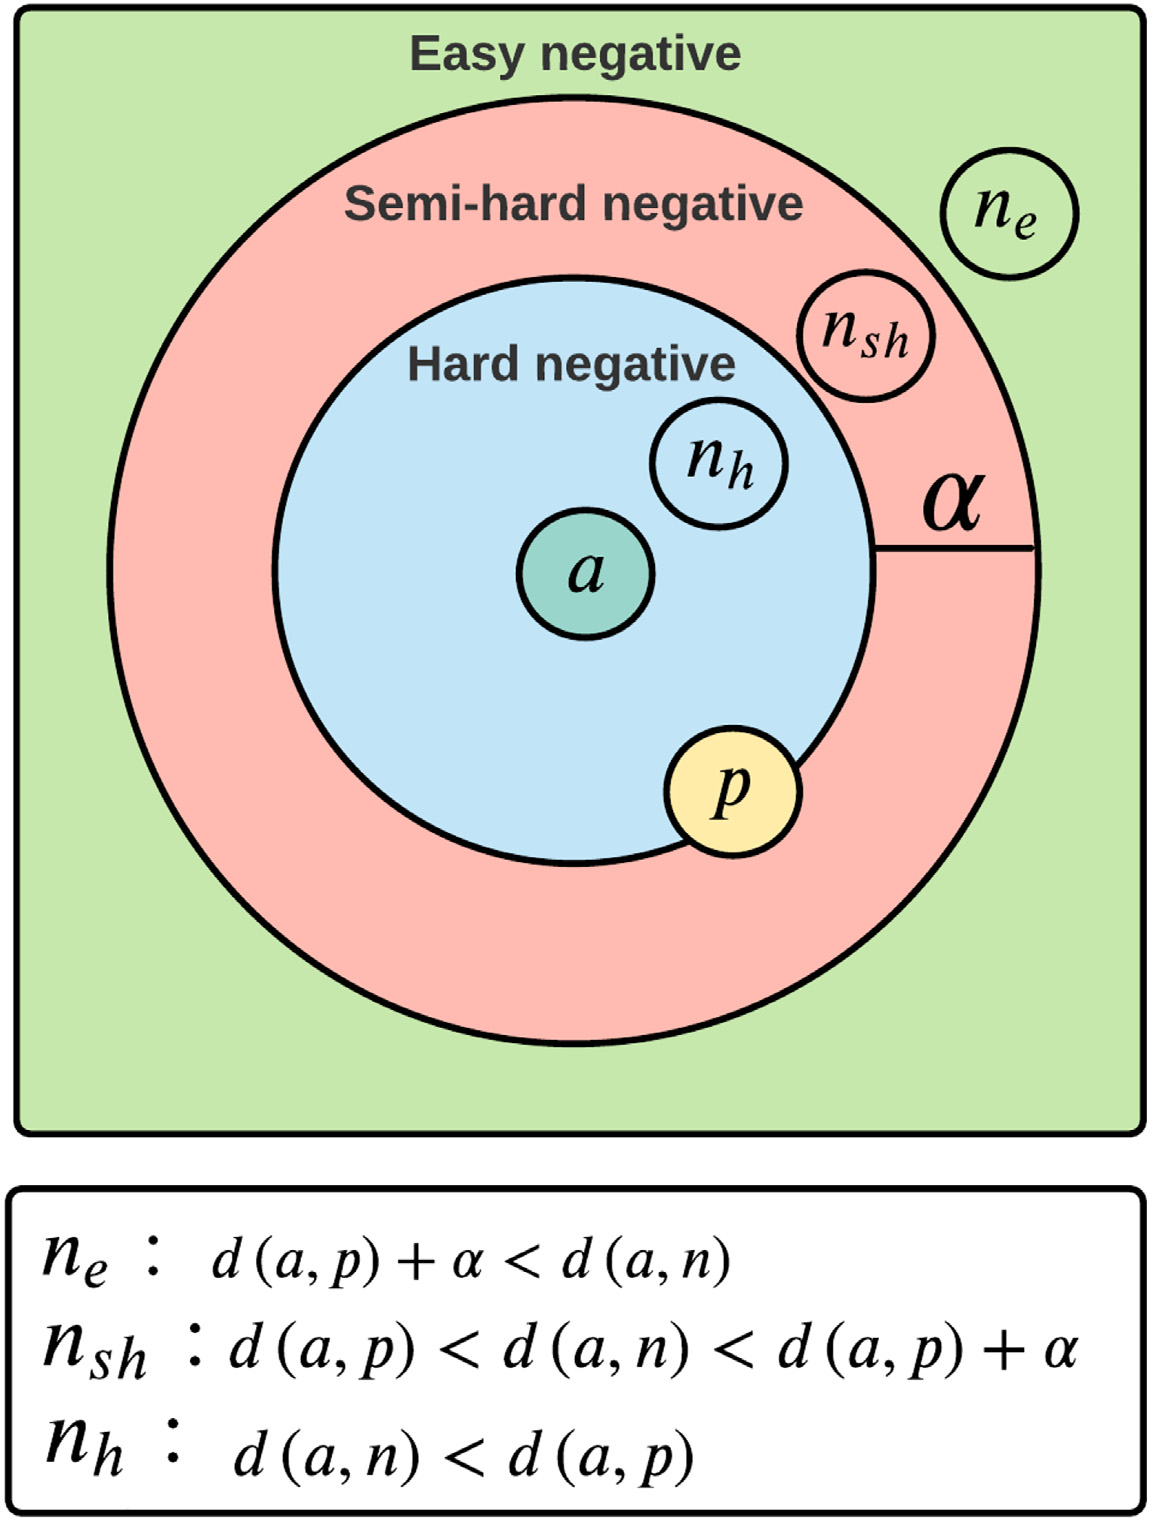 Easy negative
n_e
Semi-hard negative
n_sh
Hard negative
n_h
α
a
p
n_e : d (a, p) + α < d (a, n)
n_sh : d (a, p) < d (a, n) < d (a, p) + α
n_h : d (a, n) < d (a, p)